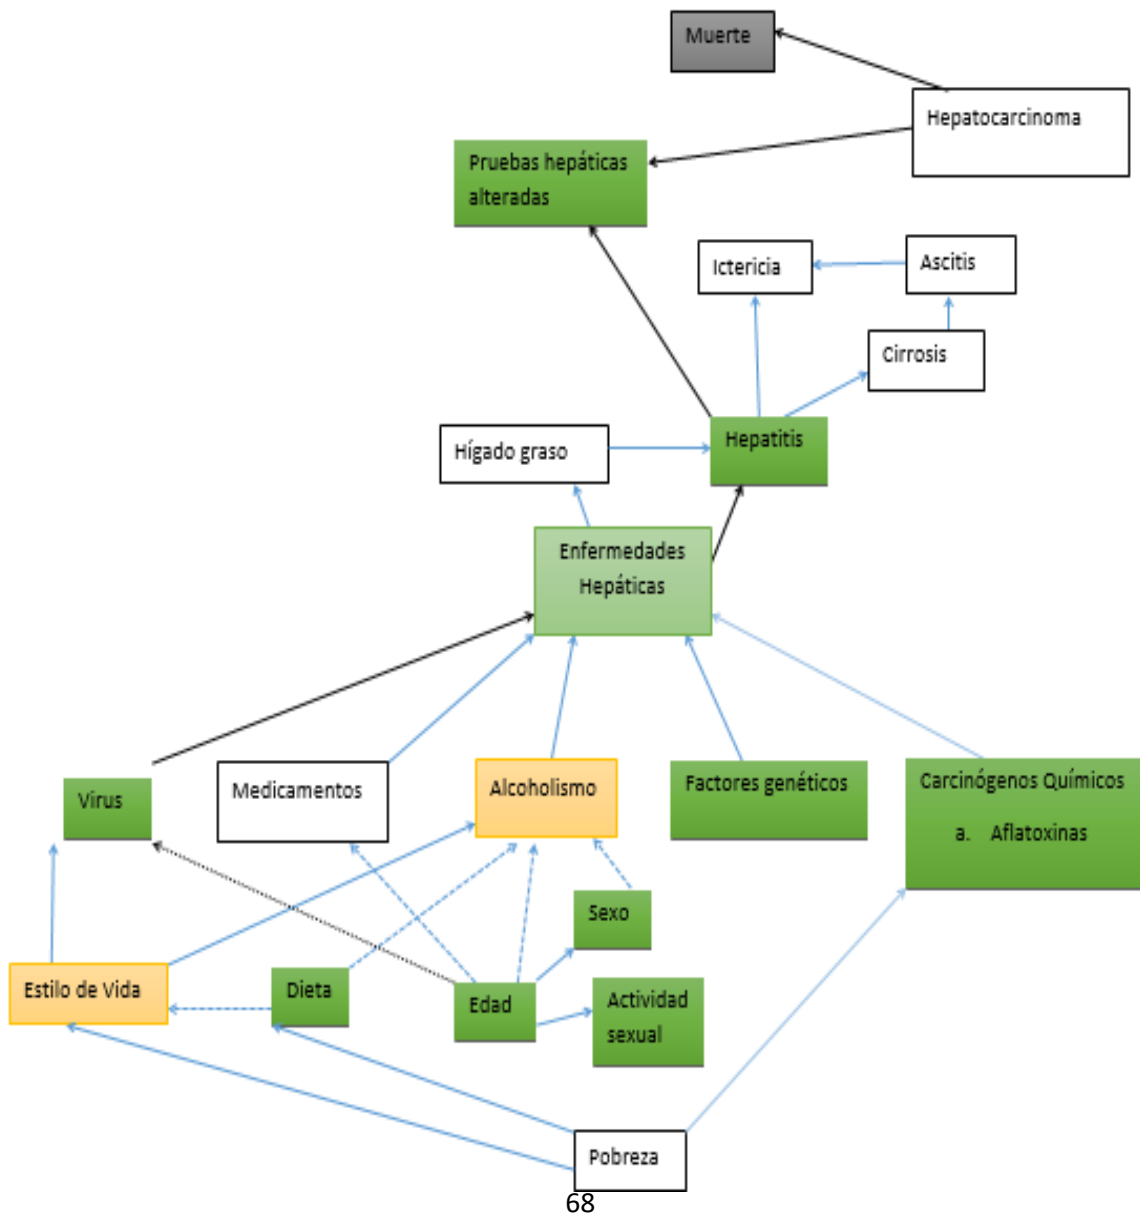 Muerte
Hepatocarcinoma
Pruebas hepáticas
alteradas
Ictericia
Ascitis
Cirrosis
Hígado graso
Hepatitis
Enfermedades
Hepáticas
Virus
Medicamentos
Alcoholismo
Factores genéticos
Carcinógenos Químicos
a. Aflatoxinas
Sexo
Estilo de Vida
Dieta
Edad
Actividad
sexual
Pobreza
68